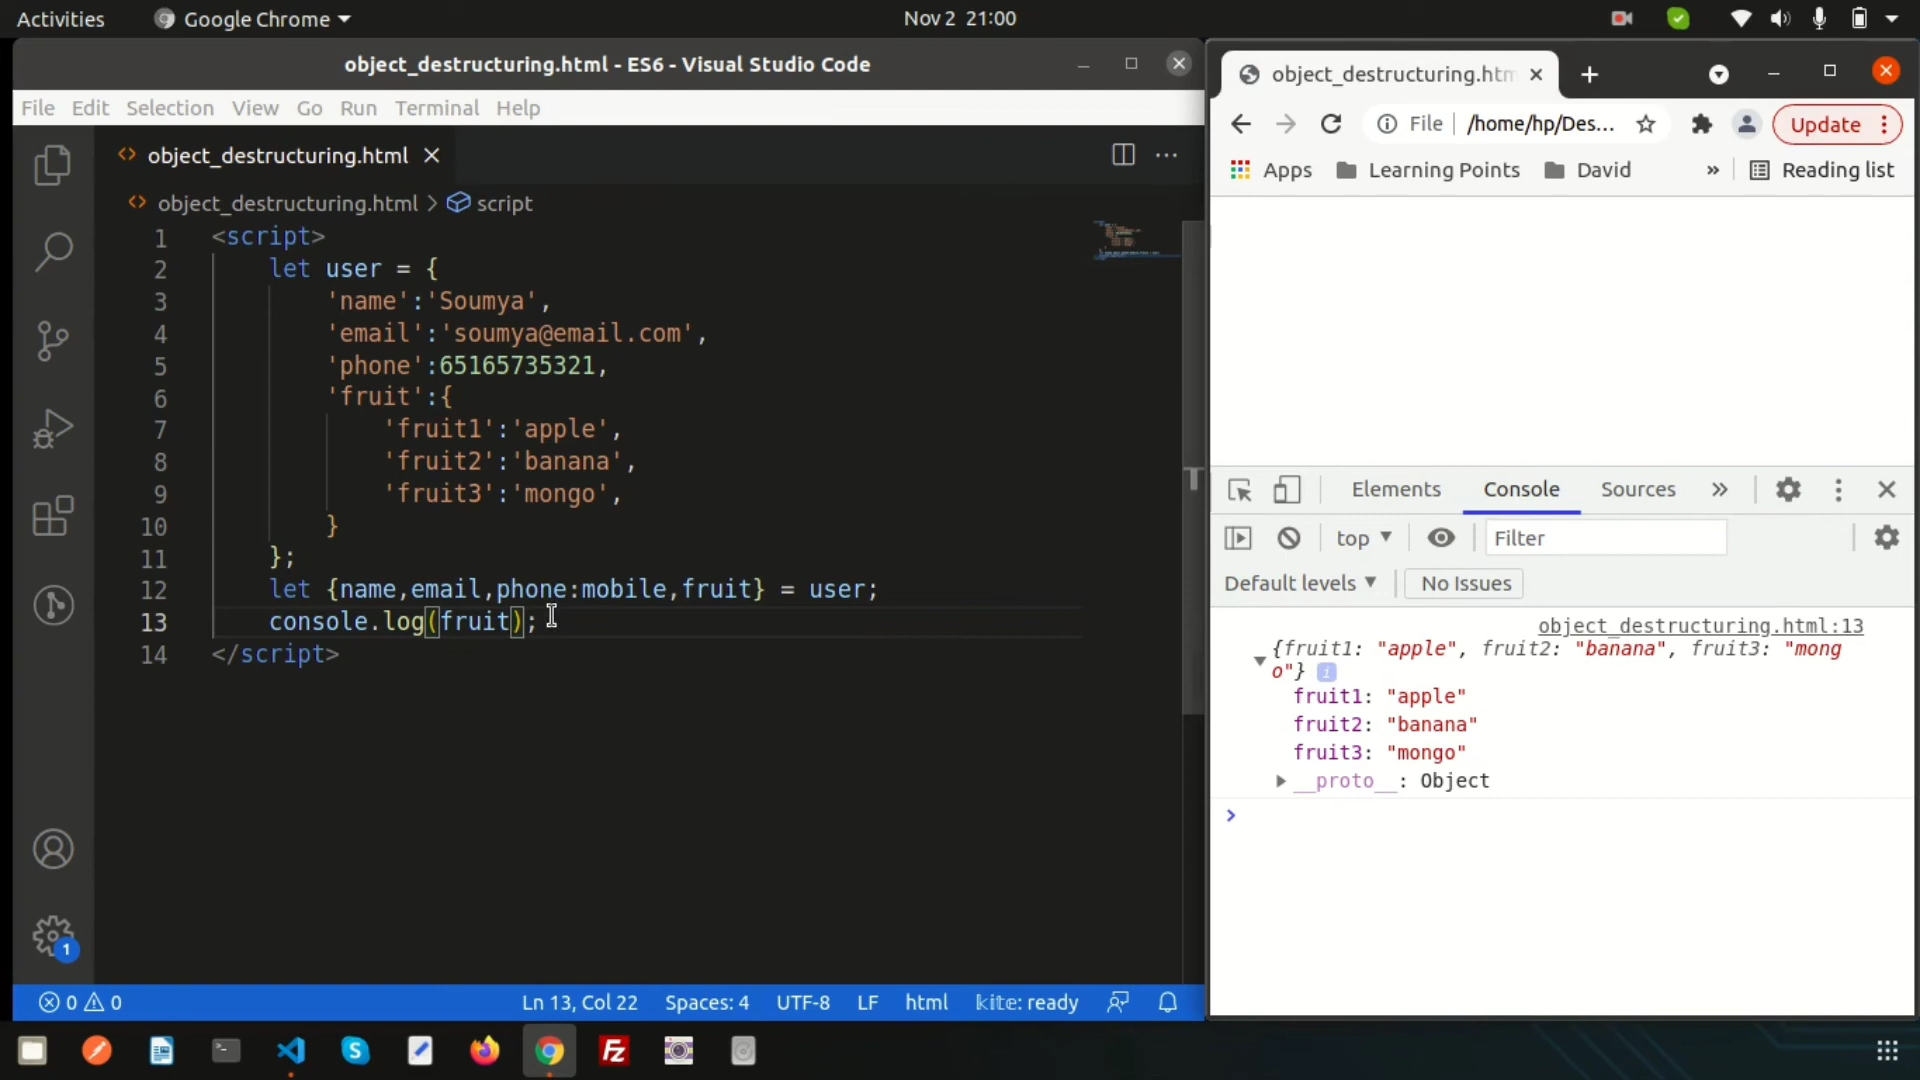 Activities
Google Chrome
Nov 2 21:00
object_destructuring.html - ES6 - Visual Studio Code
File Edit Selection View Go Run Terminal Help
object_destructuring.html
object_destructuring.html > script
1 <script>
2 let user = {
3 'name':'Soumya',
4 'email':'soumya@email.com',
5 'phone':65165735321,
6 'fruit':{
7 'fruit1':'apple',
8 'fruit2':'banana',
9 'fruit3':'mongo',
10 }
11 };
12 let {name,email,phone:mobile,fruit} = user;
13 console.log(fruit);
14 </script>
0 0
Ln 13, Col 22 Spaces: 4 UTF-8 LF html kite: ready
1
object_destructuring.htm
File /home/hp/Des...
Update
Apps Learning Points David » Reading list
Elements Console Sources »
top
Filter
Default levels No Issues
object_destructuring.html:13
{fruit1: "apple", fruit2: "banana", fruit3: "mong
o"} i
fruit1: "apple"
fruit2: "banana"
fruit3: "mongo"
__proto__: Object
>